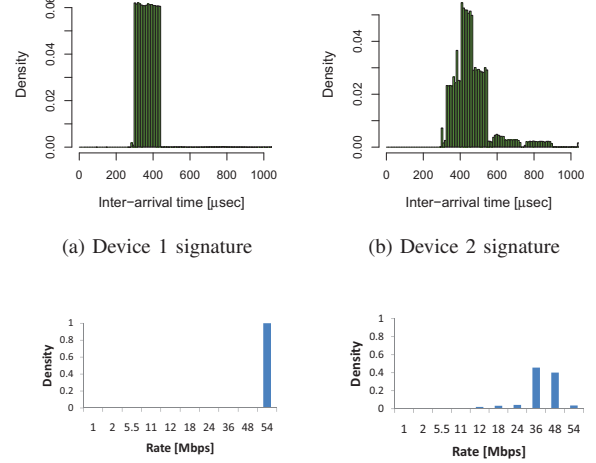 0.06
0.04
0.02
0.00
Density
0 200 400 600 800 1000
Inter−arrival time [μsec]
0.04
0.02
0.00
Density
0 200 400 600 800 1000
Inter−arrival time [μsec]
(a) Device 1 signature
(b) Device 2 signature
1
0.8
0.6
0.4
0.2
0
Density
1 2 5.5 11 12 18 24 36 48 54
Rate [Mbps]
1
0.8
0.6
0.4
0.2
0
Density
1 2 5.5 11 12 18 24 36 48 54
Rate [Mbps]